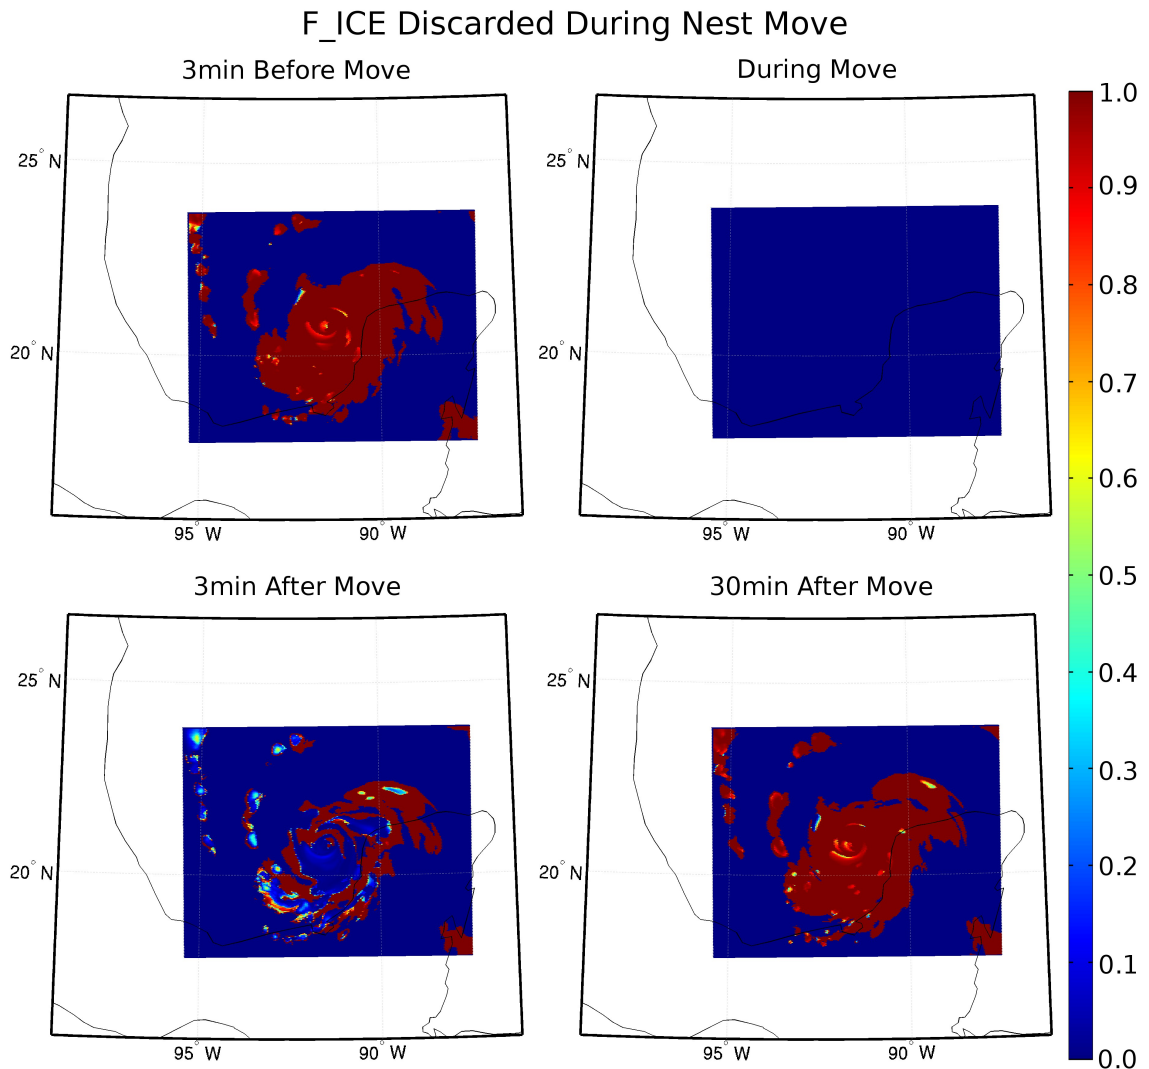 F_ICE Discarded During Nest Move
3min Before Move
During Move
25° N
20° N
95° W
90° W
95° W
90° W
3min After Move
30min After Move
25° N
20° N
25° N
20° N
95° W
90° W
95° W
90° W
25° N
20° N
1.0
0.9
0.8
0.7
0.6
0.5
0.4
0.3
0.2
0.1
0.0